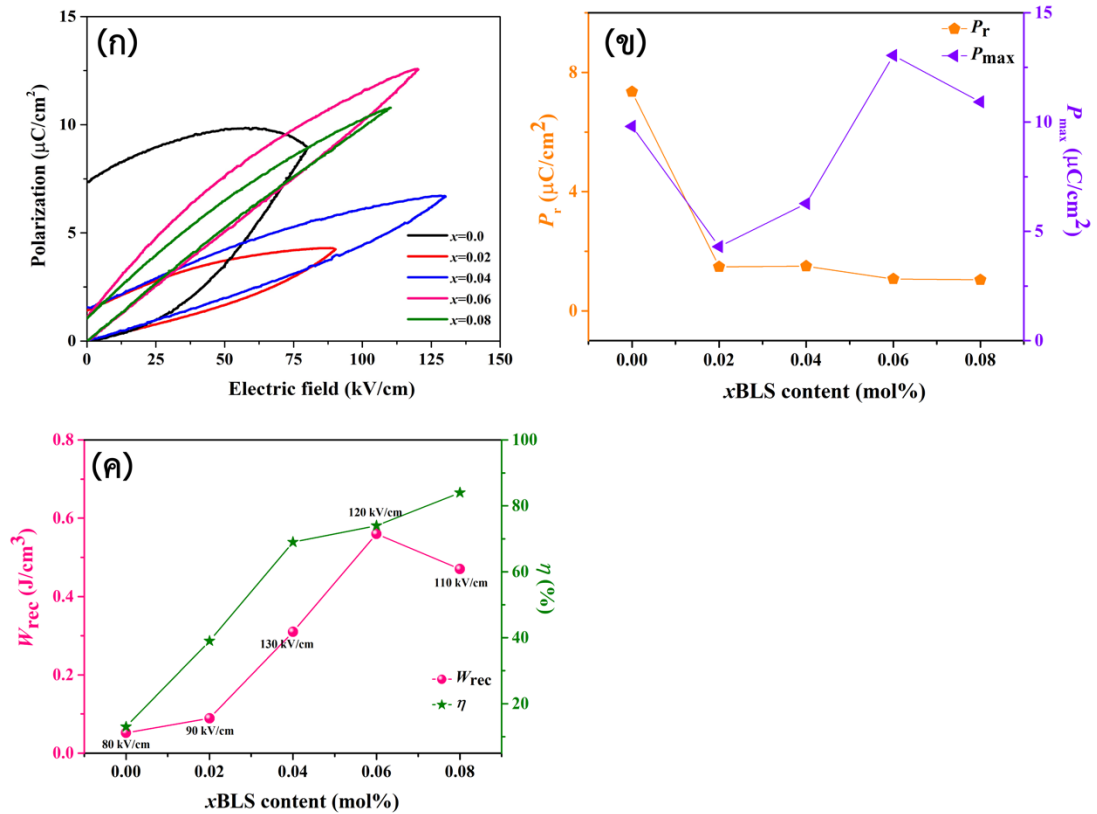 (ก)
15
10
5
0
Polarization (μC/cm²)
x=0.0
x=0.02
x=0.04
x=0.06
x=0.08
0 25 50 75 100 125 150
Electric field (kV/cm)
(ข)
Pr
Pmax
8
4
0
Pr (μC/cm²)
15
10
5
0
Pmax (μC/cm²)
0.00 0.02 0.04 0.06 0.08
xBLS content (mol%)
(ค)
0.8
0.6
0.4
0.2
0.0
Wrec (J/cm³)
120 kV/cm
110 kV/cm
130 kV/cm
90 kV/cm
80 kV/cm
Wrec
η
100
80
60
40
20
η (%)
0.00 0.02 0.04 0.06 0.08
xBLS content (mol%)